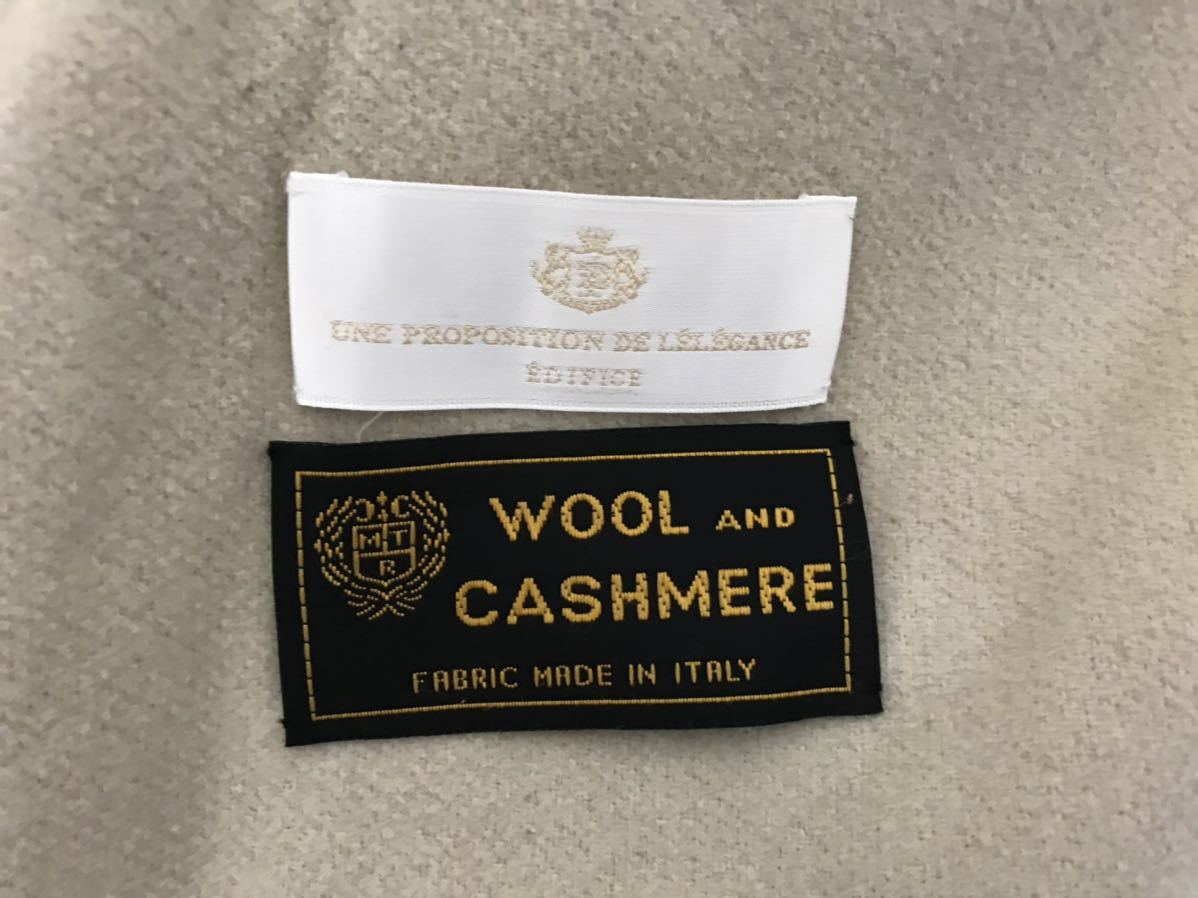 E
UNE PROPOSITION DE L'ÉLÉGANCE
ÉDIFICE
M T
R
WOOL AND
CASHMERE
FABRIC MADE IN ITALY